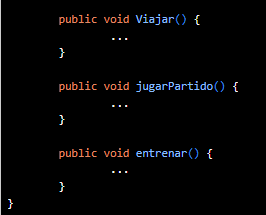 public void Viajar() {
...
}
public void jugarPartido() {
...
}
public void entrenar() {
...
}
}